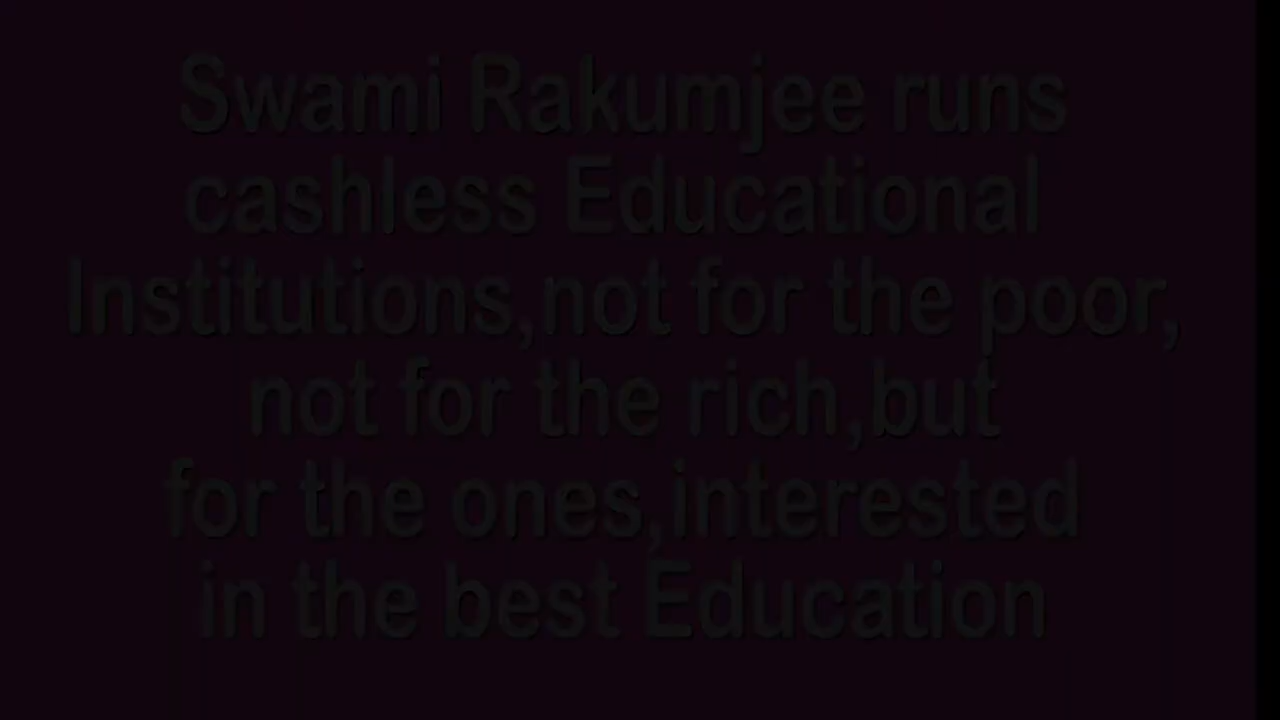 Swami Rakumjee runs
cashless Educational
Institutions,not for the poor,
not for the rich,but
for the ones,interested
in the best Education